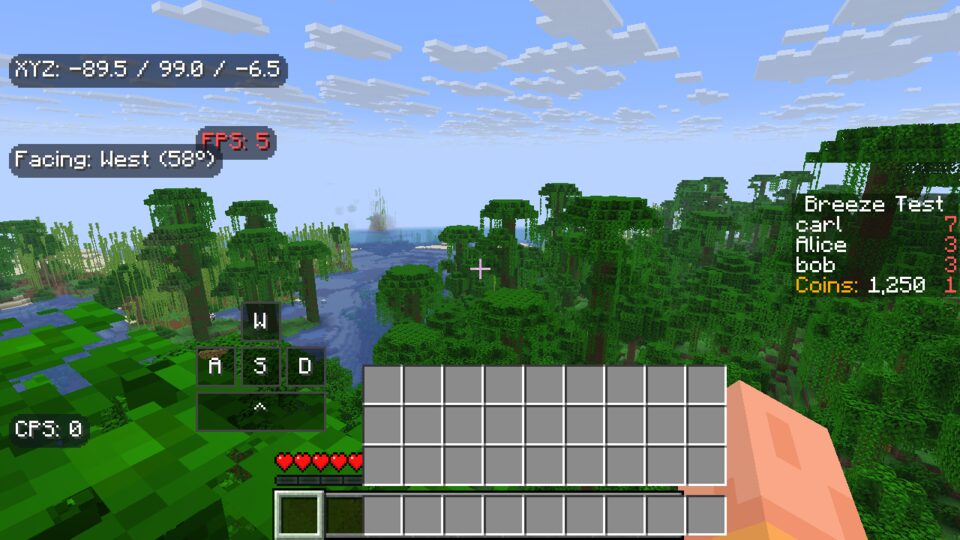 XYZ: -89.5 / 99.0 / -6.5
FPS: 5
Facing: West (58°)
Breeze Test
carl 7
Alice 3
bob 3
Coins: 1,250 1
W
A S D
^
CPS: 0